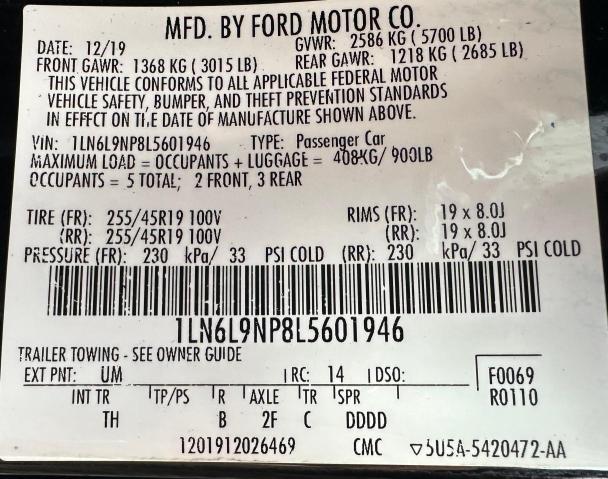 MFD. BY FORD MOTOR CO.
DATE: 12/19 GVWR: 2586 KG ( 5700 LB)
FRONT GAWR: 1368 KG ( 3015 LB) REAR GAWR: 1218 KG ( 2685 LB)
THIS VEHICLE CONFORMS TO ALL APPLICABLE FEDERAL MOTOR
VEHICLE SAFETY, BUMPER, AND THEFT PREVENTION STANDARDS
IN EFFECT ON THE DATE OF MANUFACTURE SHOWN ABOVE.
VIN: 1LN6L9NP8L5601946 TYPE: Passenger Car
MAXIMUM LOAD = OCCUPANTS + LUGGAGE = 408KG/ 900LB
OCCUPANTS = 5 TOTAL; 2 FRONT, 3 REAR
TIRE (FR): 255/45R19 100V RIMS (FR): 19 x 8.0J
(RR): 255/45R19 100V (RR): 19 x 8.0J
PRESSURE (FR): 230 kPa/ 33 PSI COLD (RR): 230 kPa/ 33 PSI COLD
1LN6L9NP8L5601946
TRAILER TOWING - SEE OWNER GUIDE
EXT PNT: UM RC: 14 DSO: F0069
INT TR TP/PS R AXLE TR SPR R0110
TH B 2F C DDDD
1201912026469 CMC ▽5U5A-5420472-AA